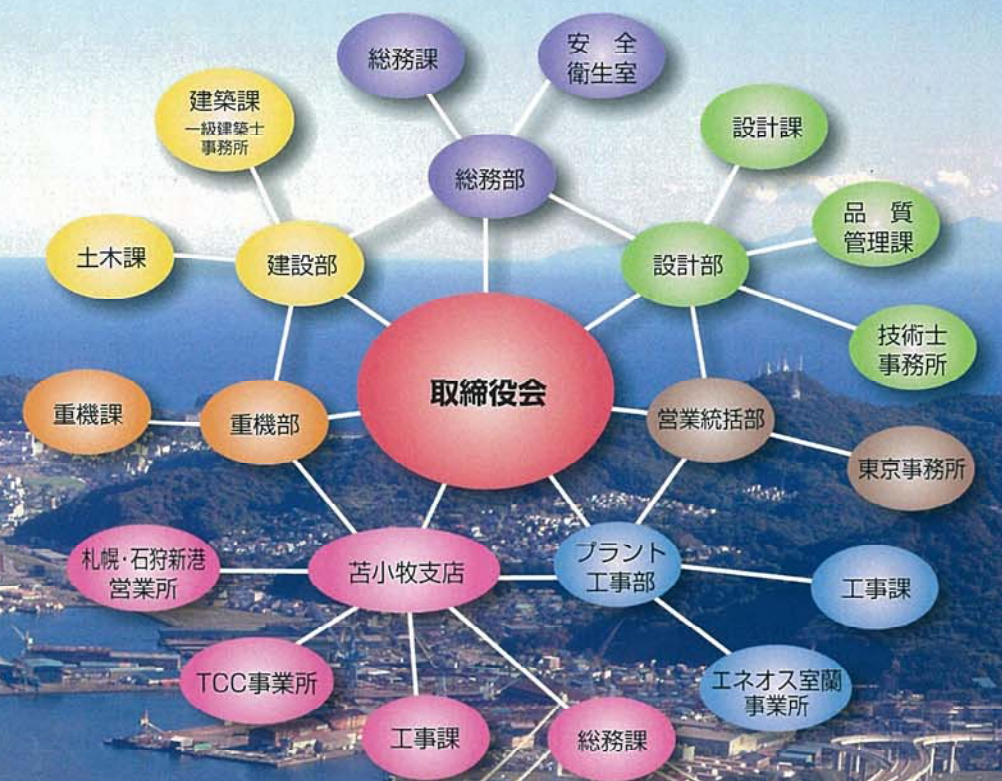 総務課
安 全
衛生室
建築課
一級建築士
事務所
設計課
総務部
品 質
管理課
土木課
建設部
設計部
技術士
事務所
取締役会
重機課
重機部
営業統括部
東京事務所
札幌・石狩新港
営業所
苫小牧支店
プラント
工事部
工事課
TCC事業所
エネオス室蘭
事業所
工事課
総務課